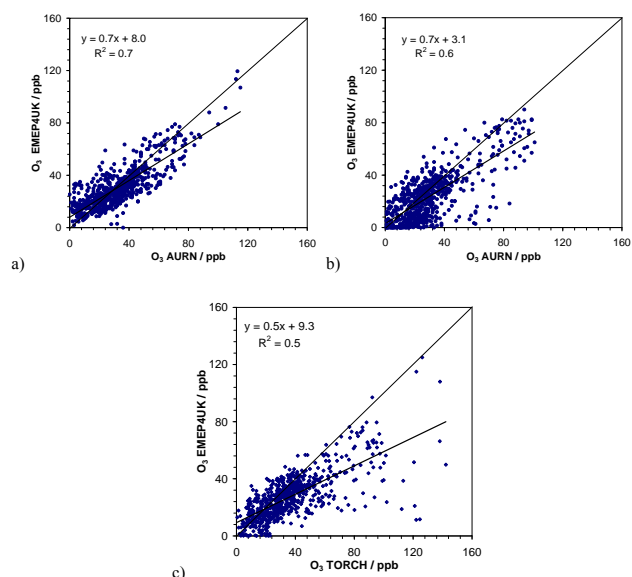 160
120
80
40
0
O3 EMEP4UK / ppb
y = 0.7x + 8.0
R2 = 0.7
0 40 80 120 160
O3 AURN / ppb
a)
160
120
80
40
0
O3 EMEP4UK / ppb
y = 0.7x + 3.1
R2 = 0.6
0 40 80 120 160
O3 AURN / ppb
b)
160
120
80
40
0
O3 EMEP4UK / ppb
y = 0.5x + 9.3
R2 = 0.5
0 40 80 120 160
O3 TORCH / ppb
c)